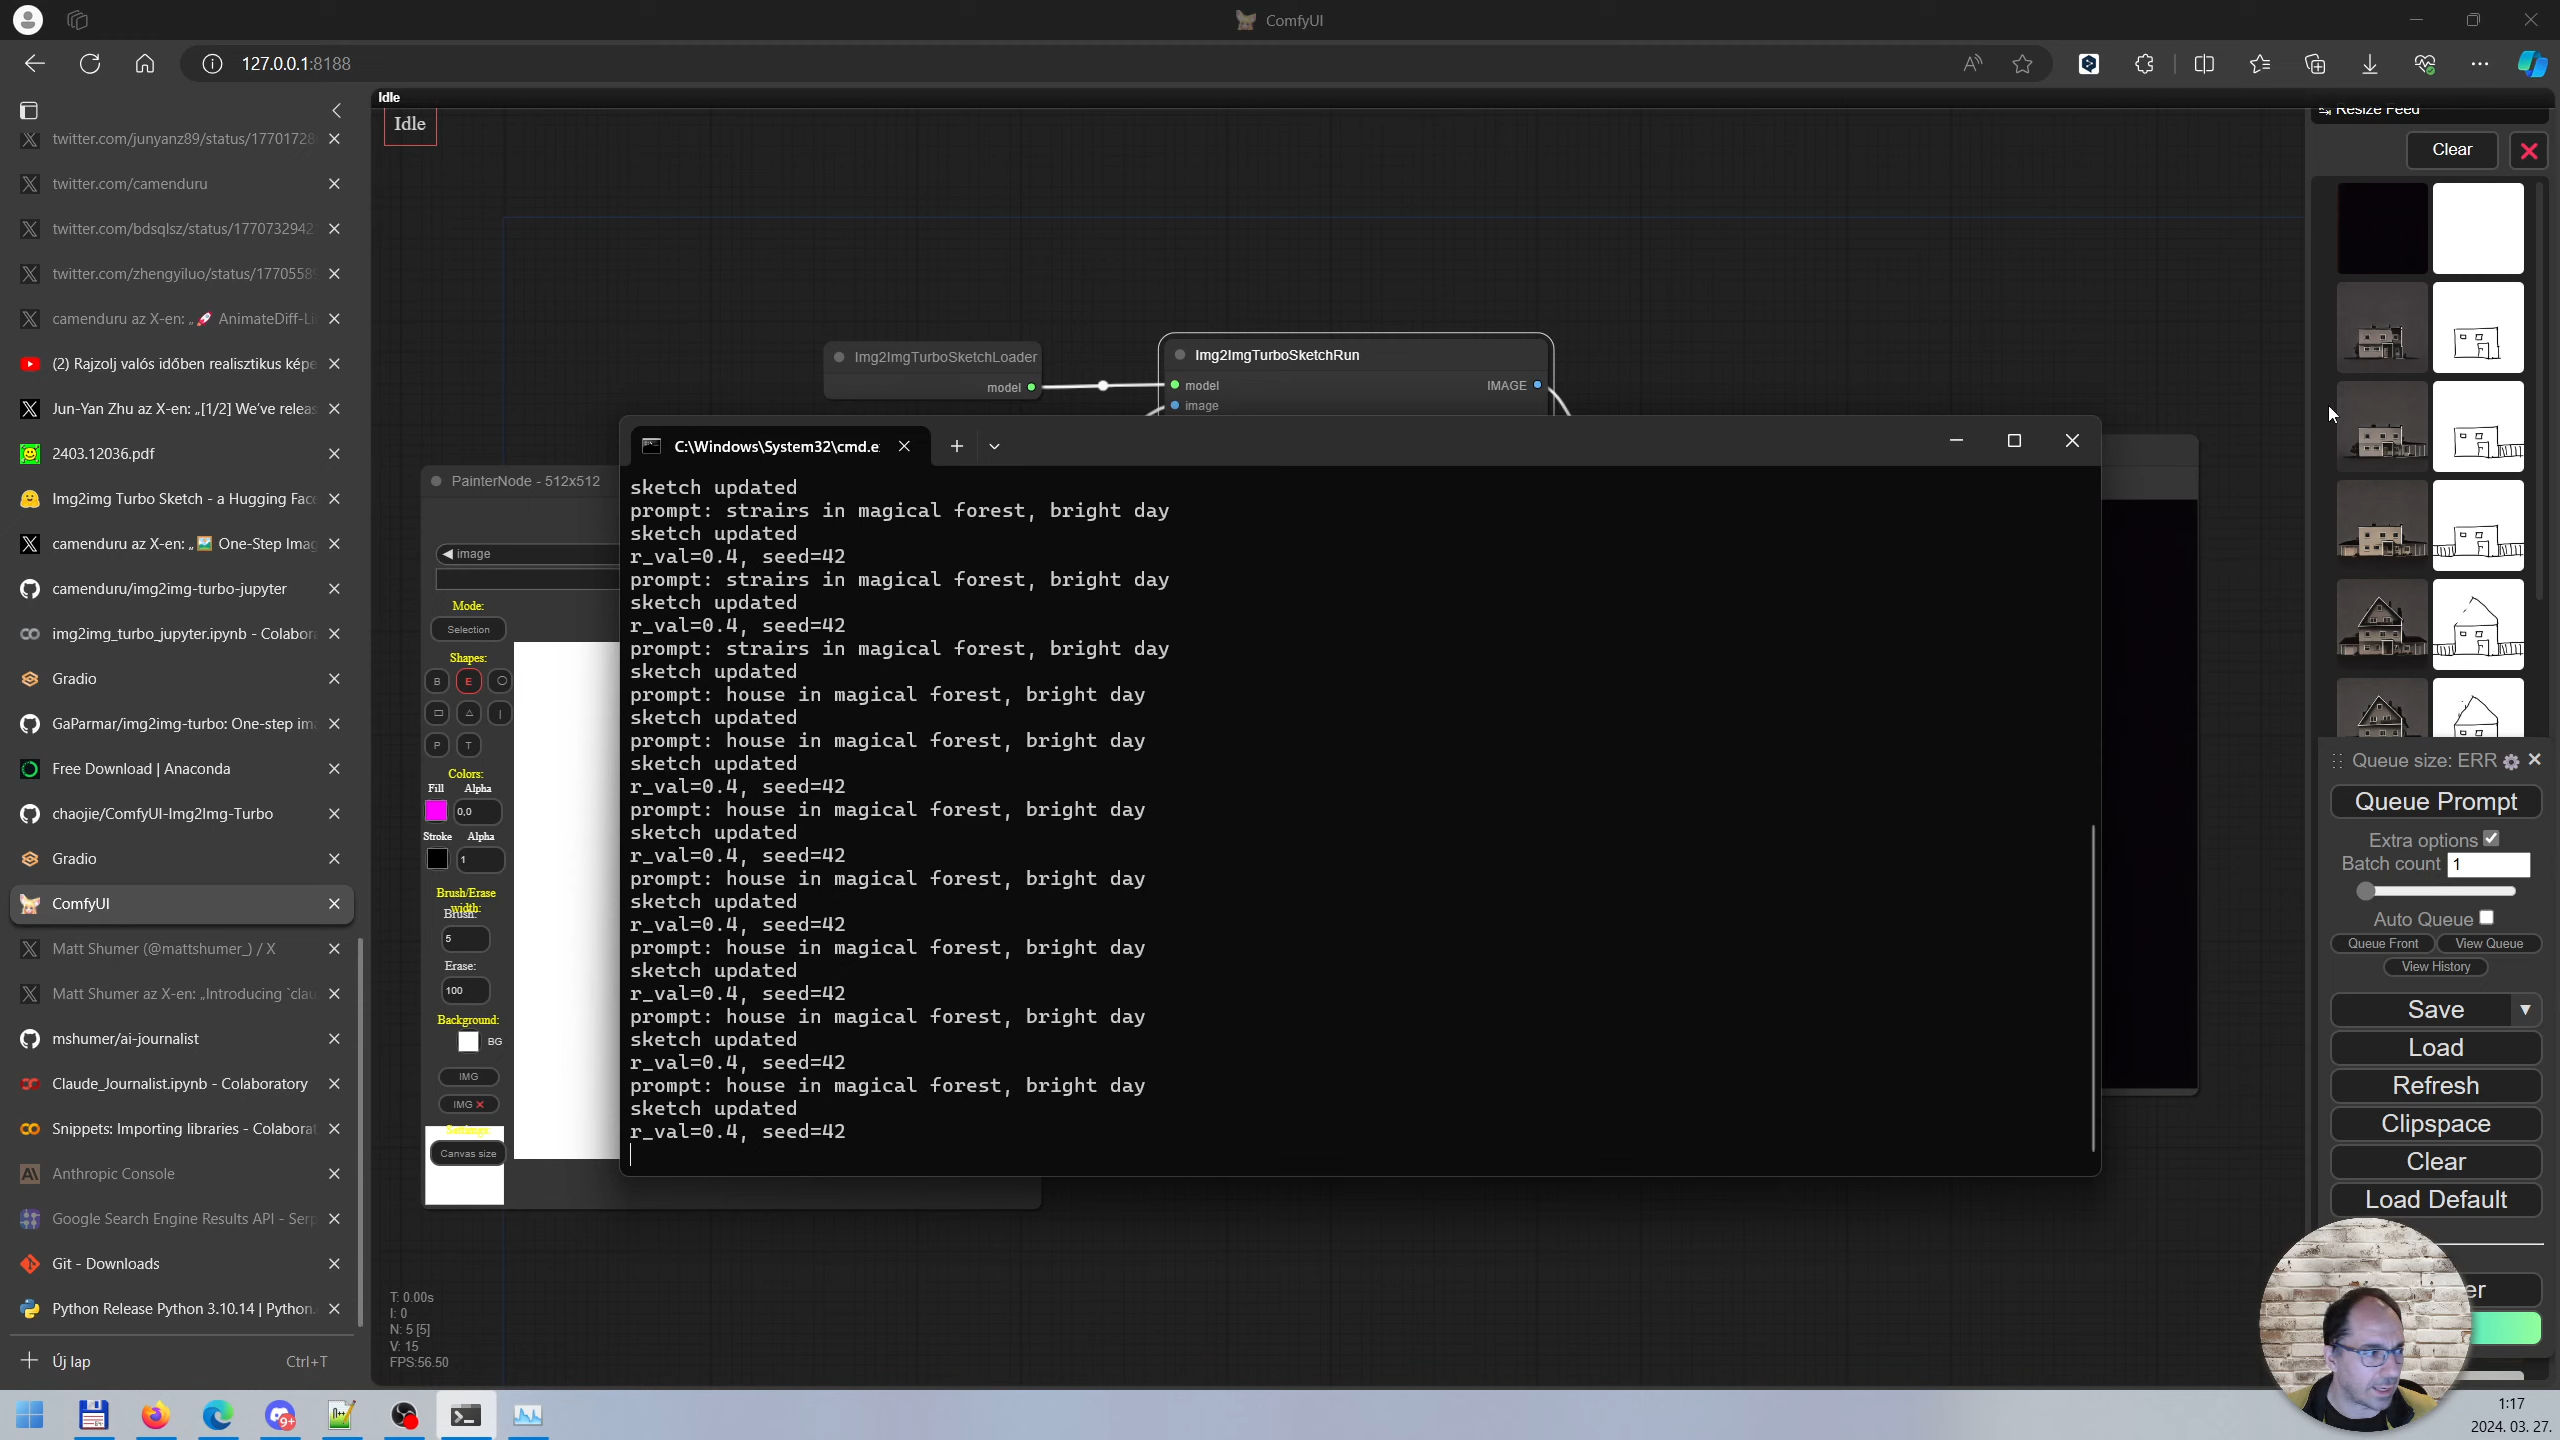 ComfyUI
127.0.0.1:8188
twitter.com/junyanz89/status/17701728
twitter.com/camenduru
twitter.com/bdsqlsz/status/1770732942
twitter.com/zhengyiluo/status/1770558
camenduru az X-en: „🚀 AnimateDiff-Li
(2) Rajzolj valós időben realisztikus képe
Jun-Yan Zhu az X-en: „[1/2] We've releas
2403.12036.pdf
Img2img Turbo Sketch - a Hugging Fac
camenduru az X-en: „🖼️ One-Step Imag
camenduru/img2img-turbo-jupyter
img2img_turbo_jupyter.ipynb - Colabora
Gradio
GaParmar/img2img-turbo: One-step im
Free Download | Anaconda
chaojie/ComfyUI-Img2Img-Turbo
Gradio
ComfyUI
Matt Shumer (@mattshumer_) / X
Matt Shumer az X-en: „Introducing `clau
mshumer/ai-journalist
Claude_Journalist.ipynb - Colaboratory
Snippets: Importing libraries - Colaborat
Anthropic Console
Google Search Engine Results API - Serp
Git - Downloads
Python Release Python 3.10.14 | Python.
Új lap Ctrl+T
Idle
Idle
Img2ImgTurboSketchLoader
model
Img2ImgTurboSketchRun
model IMAGE
image
PainterNode - 512x512
image
Mode:
Selection
Shapes:
B E
P T
Colors:
Fill Alpha
0,0
Stroke Alpha
1
Brush/Erase
width:
Brush:
5
Erase:
100
Background:
BG
IMG
IMG
Settings
Canvas size
T: 0.00s
I: 0
N: 5 [5]
V: 15
FPS:56.50
C:\Windows\System32\cmd.e
sketch updated
prompt: strairs in magical forest, bright day
sketch updated
r_val=0.4, seed=42
prompt: strairs in magical forest, bright day
sketch updated
r_val=0.4, seed=42
prompt: strairs in magical forest, bright day
sketch updated
prompt: house in magical forest, bright day
sketch updated
prompt: house in magical forest, bright day
sketch updated
r_val=0.4, seed=42
prompt: house in magical forest, bright day
sketch updated
r_val=0.4, seed=42
prompt: house in magical forest, bright day
sketch updated
r_val=0.4, seed=42
prompt: house in magical forest, bright day
sketch updated
r_val=0.4, seed=42
prompt: house in magical forest, bright day
sketch updated
r_val=0.4, seed=42
prompt: house in magical forest, bright day
sketch updated
r_val=0.4, seed=42
Resize Feed
Clear
Queue size: ERR
Queue Prompt
Extra options
Batch count 1
Auto Queue
Queue Front View Queue
View History
Save
Load
Refresh
Clipspace
Clear
Load Default
er
9+
1:17
2024. 03. 27.